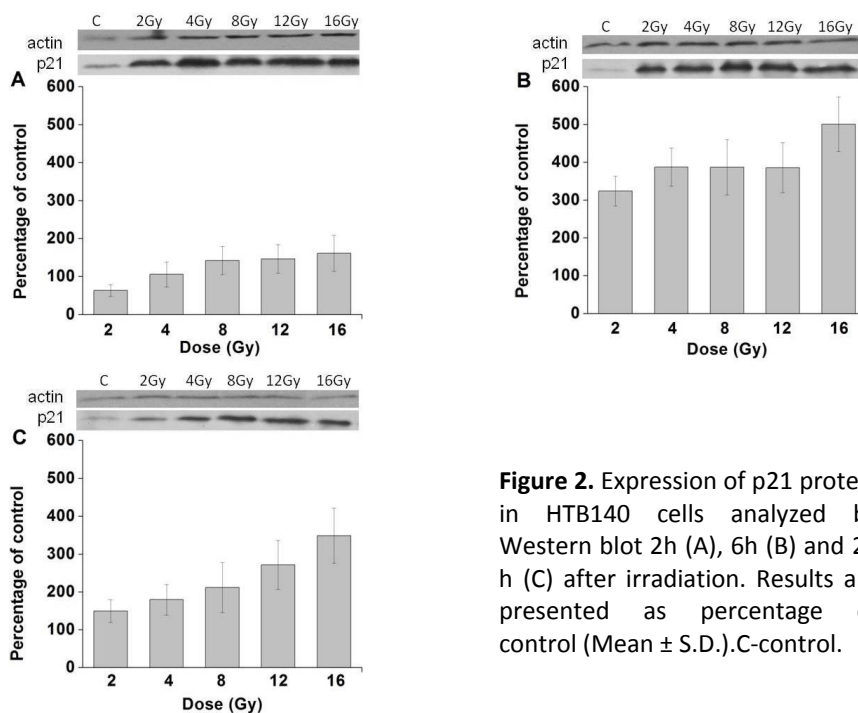 C 2Gy 4Gy 8Gy 12Gy 16Gy
actin
p21
A
600
500
400
300
200
100
0
Percentage of control
2 4 8 12 16
Dose (Gy)
C 2Gy 4Gy 8Gy 12Gy 16Gy
actin
p21
B
600
500
400
300
200
100
0
Percentage of control
2 4 8 12 16
Dose (Gy)
C 2Gy 4Gy 8Gy 12Gy 16Gy
actin
p21
C
600
500
400
300
200
100
0
Percentage of control
2 4 8 12 16
Dose (Gy)
Figure 2. Expression of p21
in HTB140 cells analyzed
Western blot 2h (A), 6h (B) and
h (C) after irradiation. Results
presented as percentage
control (Mean ± S.D.).C-control.